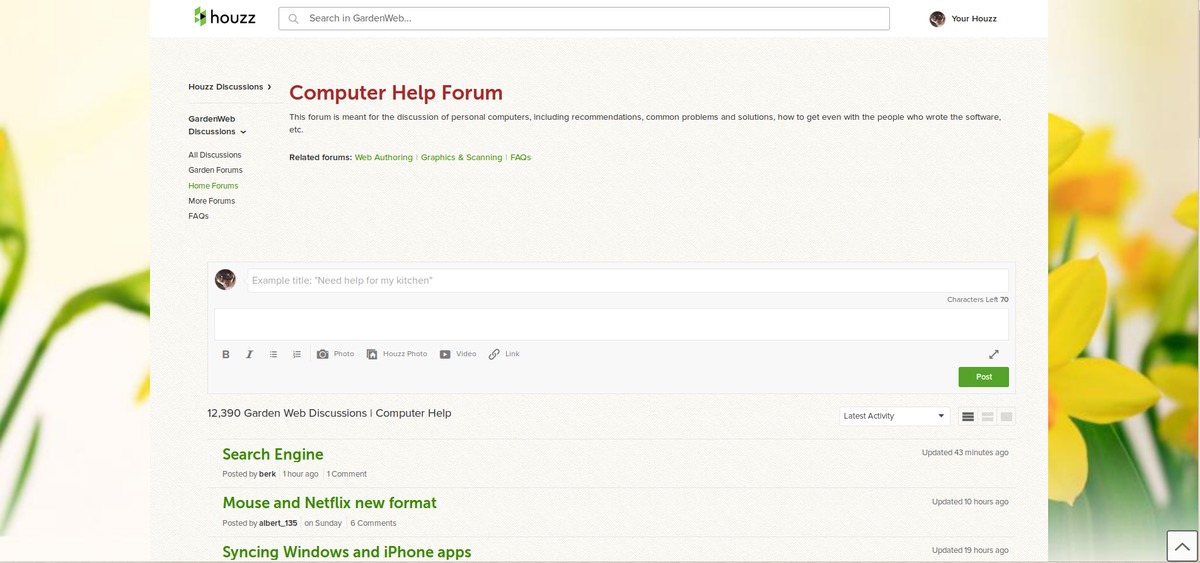 houzz
Search in GardenWeb...
Your Houzz
Houzz Discussions
GardenWeb
Discussions
All Discussions
Garden Forums
Home Forums
More Forums
FAQs
Computer Help Forum
This forum is meant for the discussion of personal computers, including recommendations, common problems and solutions, how to get even with the people who wrote the software,
etc.
Related forums: Web Authoring | Graphics & Scanning | FAQs
Example title: "Need help for my kitchen"
Characters Left 70
B I Photo Houzz Photo Video Link
Post
12,390 Garden Web Discussions | Computer Help
Latest Activity
Search Engine
Updated 43 minutes ago
Posted by berk | 1 hour ago | 1 Comment
Mouse and Netflix new format
Updated 10 hours ago
Posted by albert_135 | on Sunday | 6 Comments
Syncing Windows and iPhone apps
Updated 19 hours ago